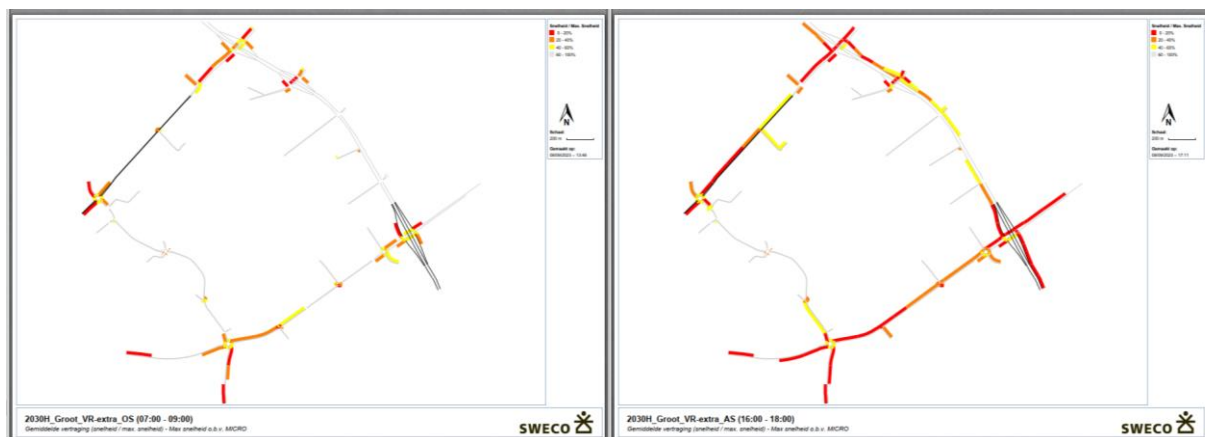 Snelheid / Max. Snelheid
0 - 20%
20 - 40%
40 - 60%
60 - 100%
N
Schaal
200 m
Gemaakt op:
2030H_Groot_VR-extra_OS (07:00 - 09:00)
Gemiddelde vertraging (snelheid / max. snelheid) - Max snelheid o.b.v. MICRO
SWECO
Snelheid / Max. Snelheid
0 - 20%
20 - 40%
40 - 60%
60 - 100%
N
Schaal
200 m
Gemaakt op:
2030H_Groot_VR-extra_AS (16:00 - 18:00)
Gemiddelde vertraging (snelheid / max. snelheid) - Max snelheid o.b.v. MICRO
SWECO